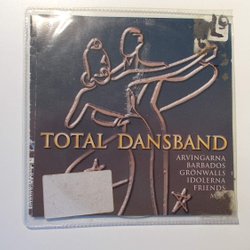 TOTAL DANSBAND
ARVINGARNA
BARBADOS
GRÖNWALLS
IDOLERNA
FRIENDS